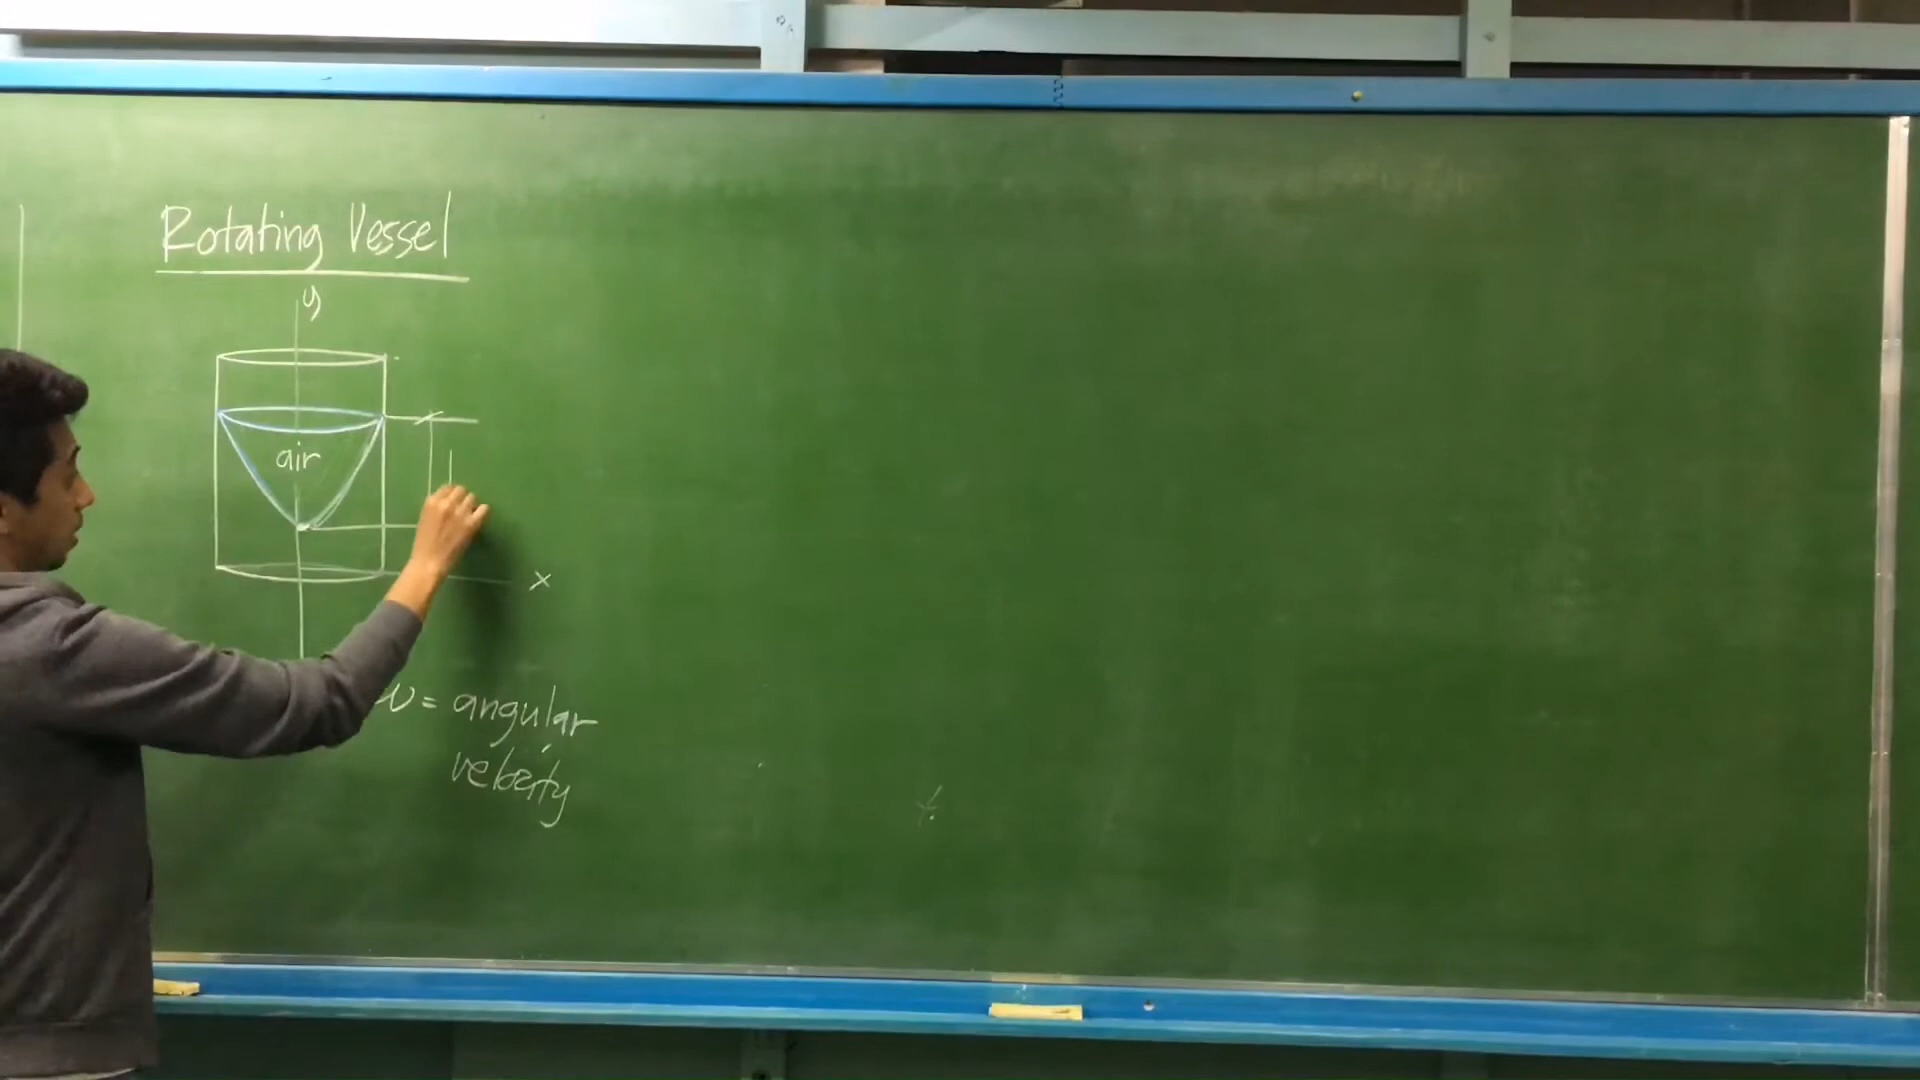 Rotating Vessel
y
air
x
ω = angular
velocity